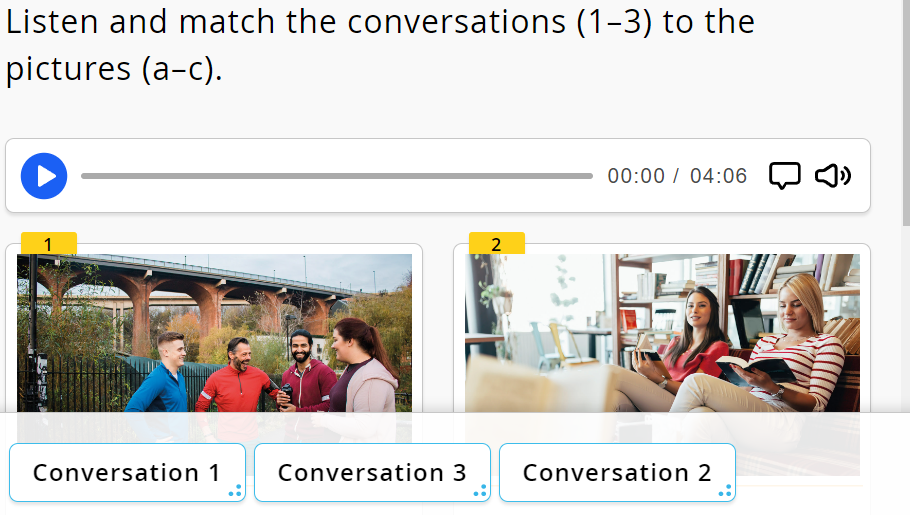 Listen and match the conversations (1–3) to the
pictures (a–c).
00:00 / 04:06
1
2
Conversation 1
Conversation 3
Conversation 2